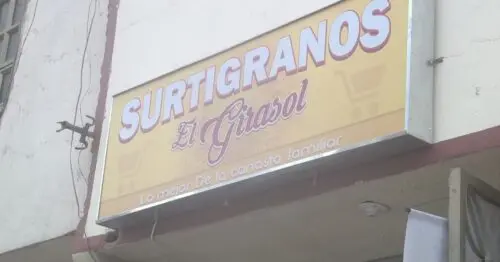 SURTIGRANOS
El Girasol
Lo mejor De la canasta familiar